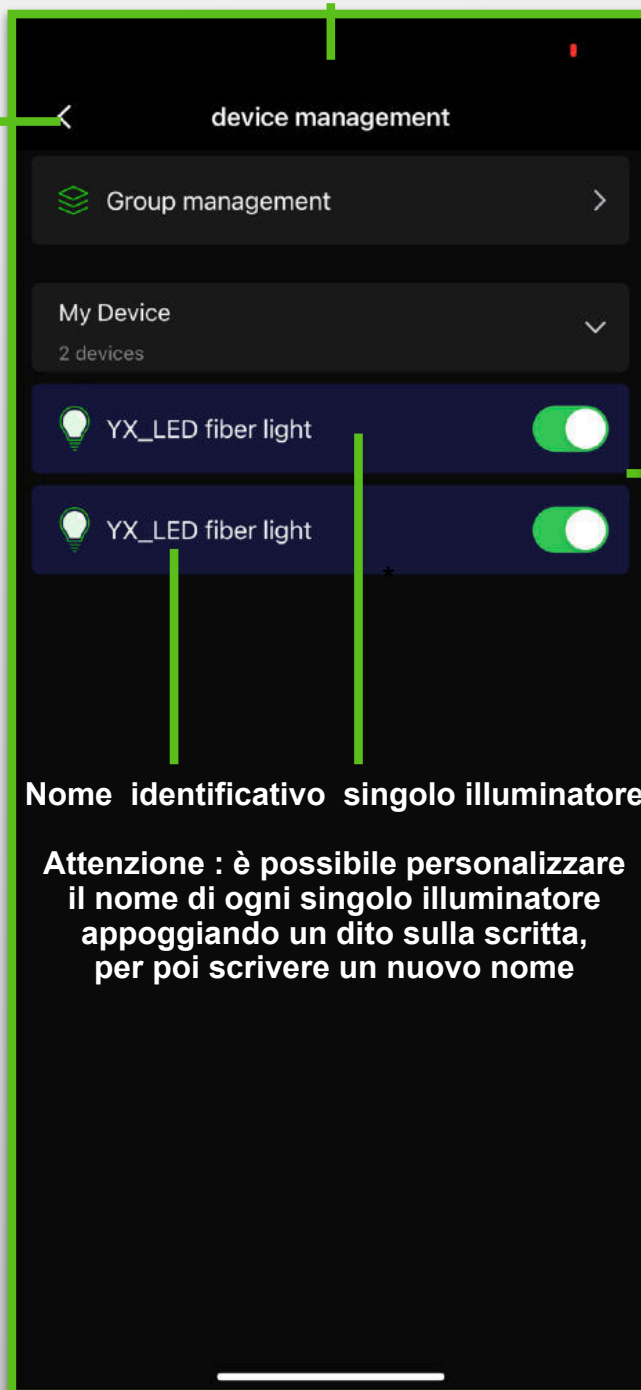 device management
Group management
My Device
2 devices
YX_LED fiber light
YX_LED fiber light
*
Nome identificativo singolo illuminatore
Attenzione : è possibile personalizzare
il nome di ogni singolo illuminatore
appoggiando un dito sulla scritta,
per poi scrivere un nuovo nome